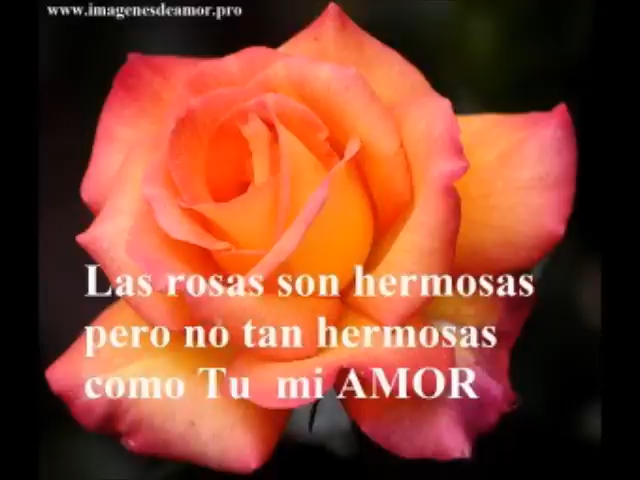 www.imagenesdeamor.pro
Las rosas son hermosas
pero no tan hermosas
como Tu mi AMOR